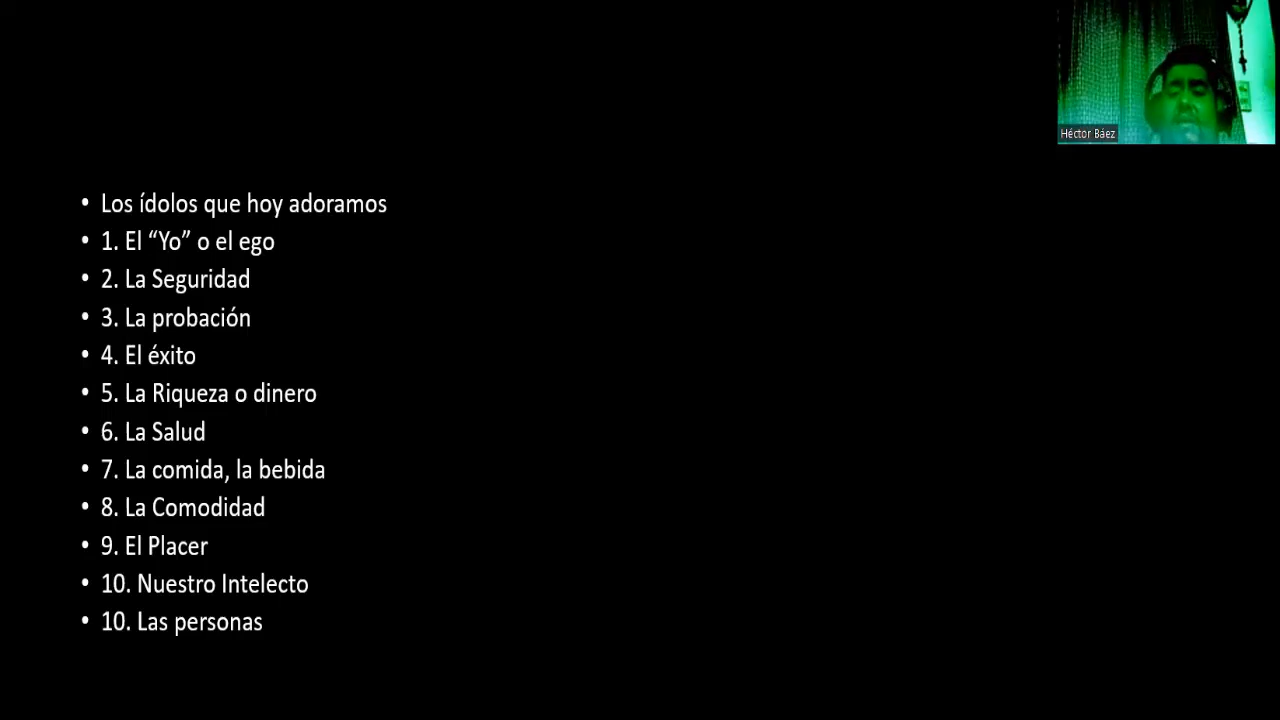 Héctor Báez
• Los ídolos que hoy adoramos
• 1. El “Yo” o el ego
• 2. La Seguridad
• 3. La probación
• 4. El éxito
• 5. La Riqueza o dinero
• 6. La Salud
• 7. La comida, la bebida
• 8. La Comodidad
• 9. El Placer
• 10. Nuestro Intelecto
• 10. Las personas